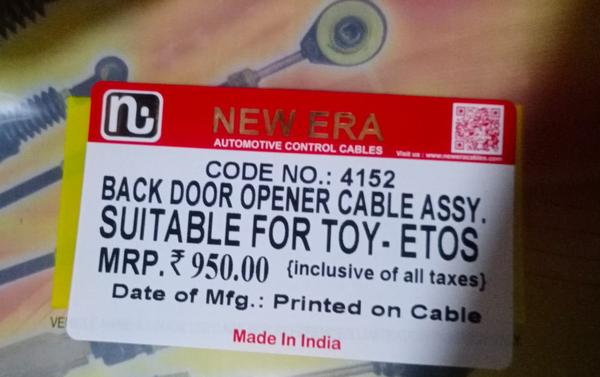 NEW ERA
AUTOMOTIVE CONTROL CABLES
Visit us : www.neweracables.com
CODE NO.: 4152
BACK DOOR OPENER CABLE ASSY.
SUITABLE FOR TOY- ETOS
MRP.₹ 950.00 {inclusive of all taxes}
Date of Mfg.: Printed on Cable
Made In India